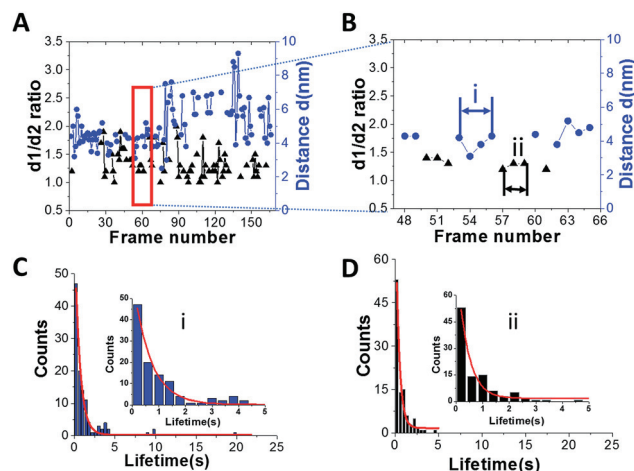 A
B
d1/d2 ratio
3.5
3.0
2.5
2.0
1.5
1.0
0.5
0 30 60 90 120 150
Frame number
10
8
6
4
2
0
Distance d(nm)
d1/d2 ratio
3.5
3.0
2.5
2.0
1.5
1.0
0.5
i
ii
48 51 54 57 60 63 66
Frame number
10
8
6
4
2
0
Distance d(nm)
C
D
Counts
50
40
30
20
10
0
0 5 10 15 20 25
Lifetime(s)
i
Counts
50
40
30
20
10
0
0 1 2 3 4 5
Lifetime(s)
Counts
60
45
30
15
0
0 5 10 15 20 25
Lifetime(s)
ii
Counts
60
45
30
15
0
0 1 2 3 4 5
Lifetime(s)